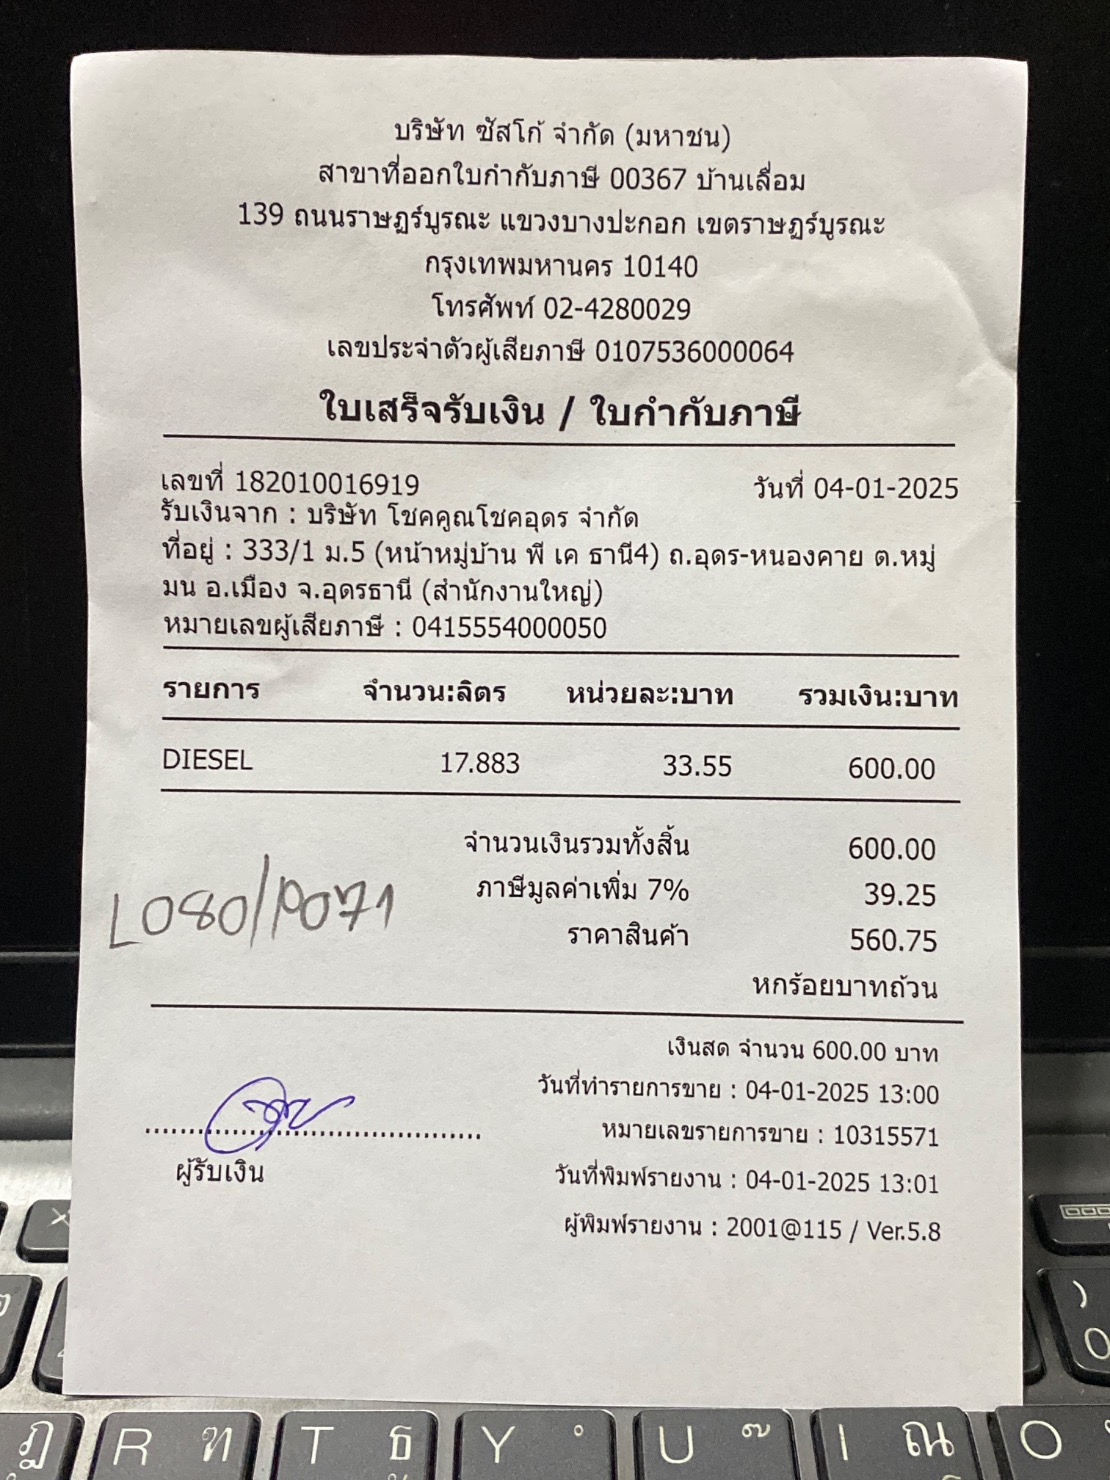 บริษัท ซัสโก้ จำกัด (มหาชน)
สาขาที่ออกใบกำกับภาษี 00367 บ้านเลื่อม
139 ถนนราษฎร์บูรณะ แขวงบางปะกอก เขตราษฎร์บูรณะ
กรุงเทพมหานคร 10140
โทรศัพท์ 02-4280029
เลขประจำตัวผู้เสียภาษี 0107536000064
ใบเสร็จรับเงิน / ใบกำกับภาษี
เลขที่ 182010016919 วันที่ 04-01-2025
รับเงินจาก : บริษัท โชคคูณโชคอุดร จำกัด
ที่อยู่ : 333/1 ม.5 (หน้าหมู่บ้าน พี เค ธานี4) ถ.อุดร-หนองคาย ต.หมู่
มน อ.เมือง จ.อุดรธานี (สำนักงานใหญ่)
หมายเลขผู้เสียภาษี : 0415554000050
รายการ จำนวน:ลิตร หน่วยละ:บาท รวมเงิน:บาท
DIESEL 17.883 33.55 600.00
จำนวนเงินรวมทั้งสิ้น 600.00
ภาษีมูลค่าเพิ่ม 7% 39.25
L080/P071
ราคาสินค้า 560.75
หกร้อยบาทถ้วน
เงินสด จำนวน 600.00 บาท
วันที่ทำรายการขาย : 04-01-2025 13:00
หมายเลขรายการขาย : 10315571
ผู้รับเงิน
วันที่พิมพ์รายงาน : 04-01-2025 13:01
ผู้พิมพ์รายงาน : 2001@115 / Ver.5.8
R ฑ T ธ Y U I ณ O